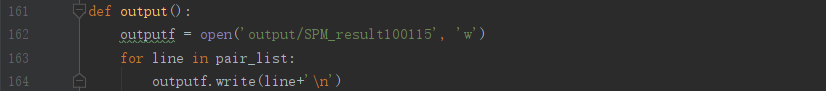 161 def output():
162 outputf = open('output/SPM_result100115', 'w')
163 for line in pair_list:
164 outputf.write(line+'\n')